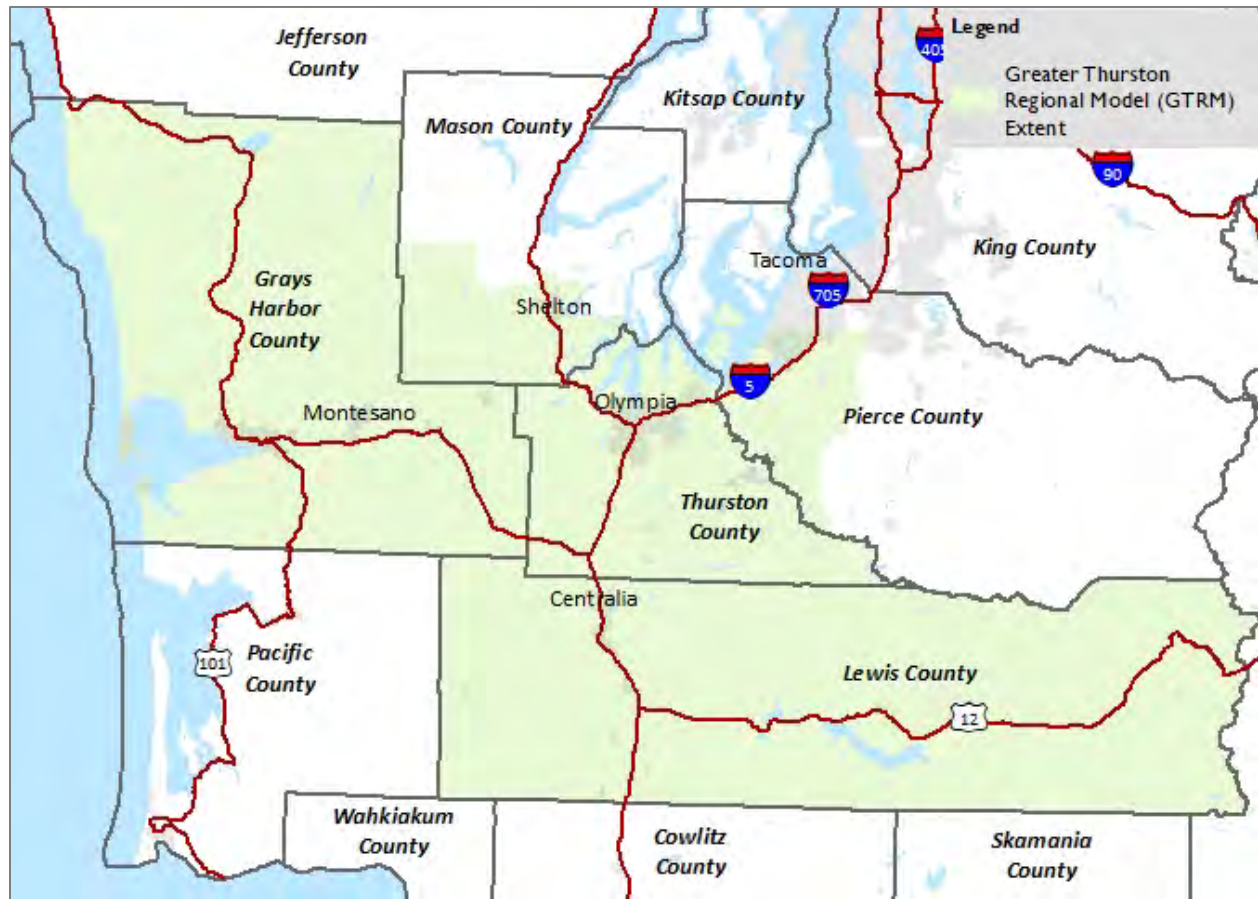 Jefferson
County
Legend
405
Greater Thurston
Regional Model (GTRM)
Extent
Kitsap County
Mason County
90
King County
Tacoma
705
Grays
Harbor
County
Shelton
5
Olympia
Montesano
Pierce County
Thurston
County
Centralia
Pacific
County
101
Lewis County
12
Wahkiakum
County
Cowlitz
County
Skamania
County